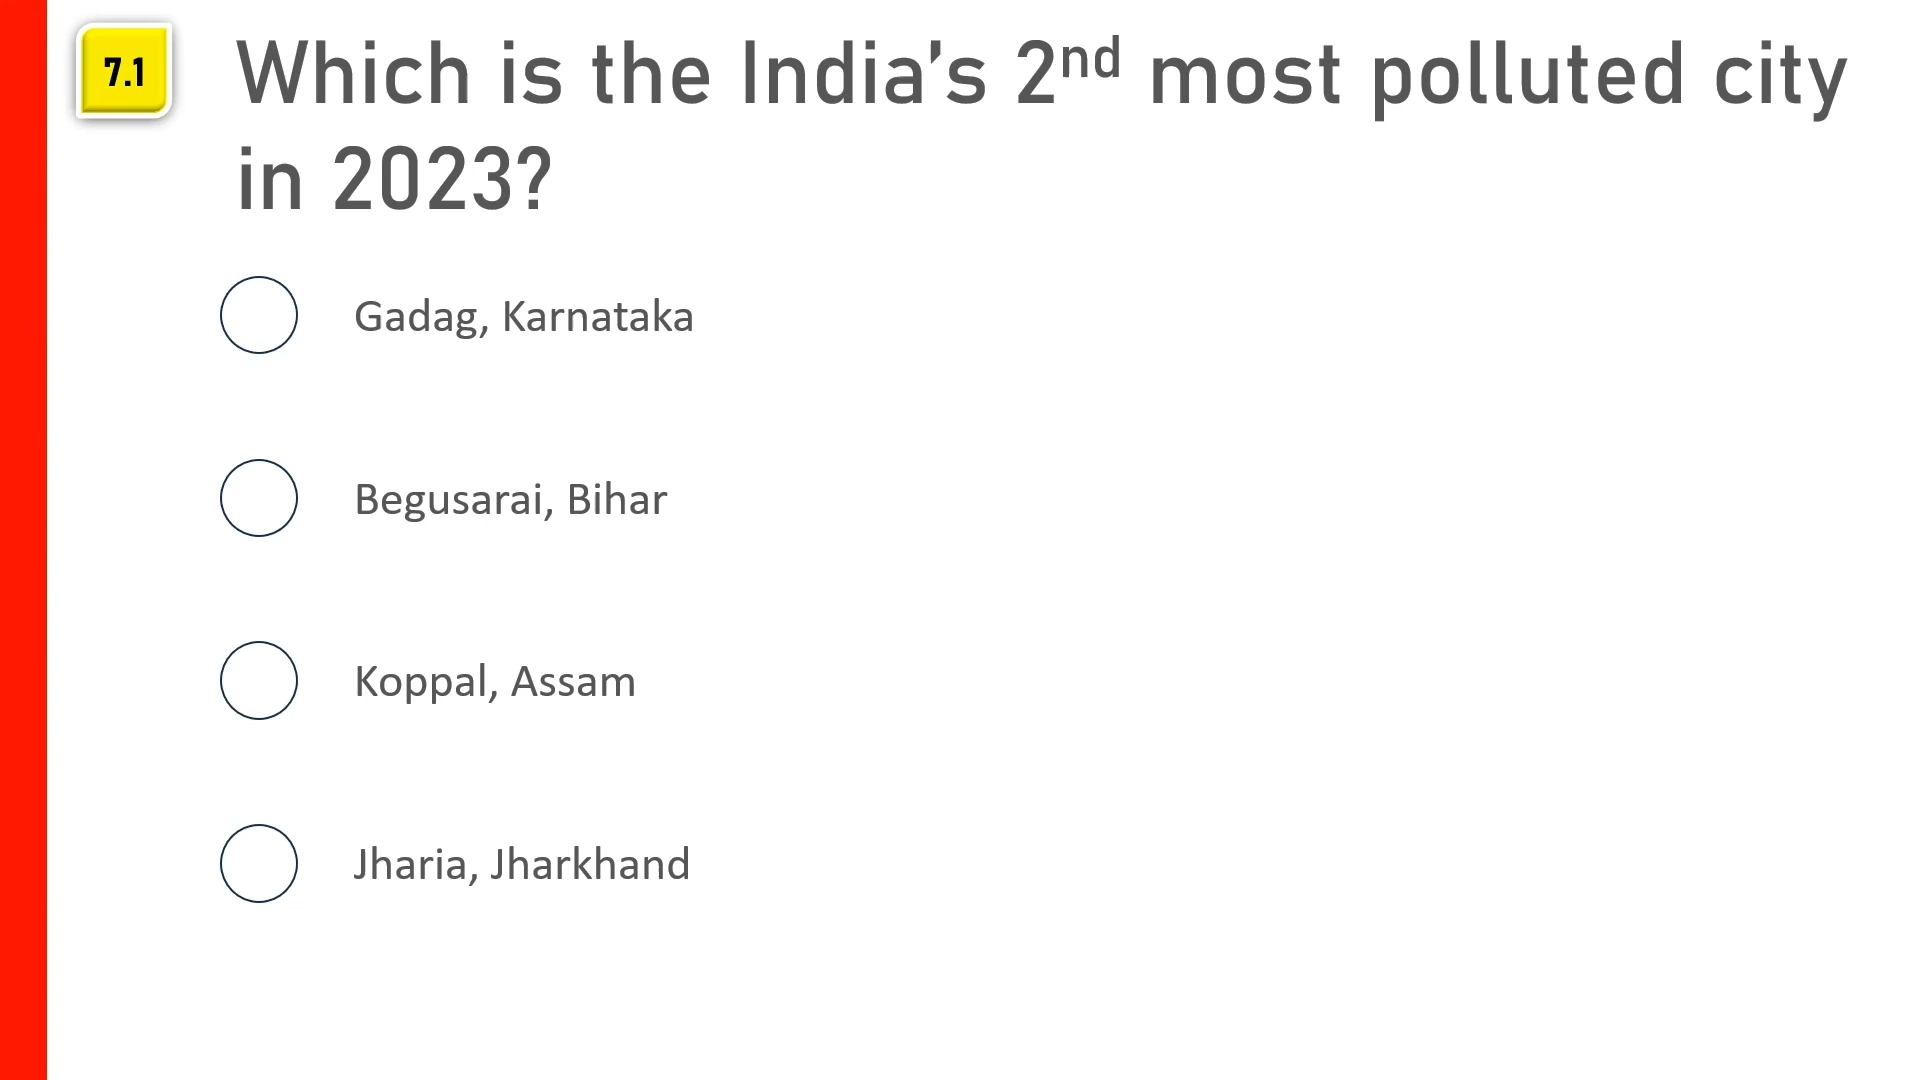 7.1
Which is the India's 2nd most polluted city
in 2023?
Gadag, Karnataka
Begusarai, Bihar
Koppal, Assam
Jharia, Jharkhand